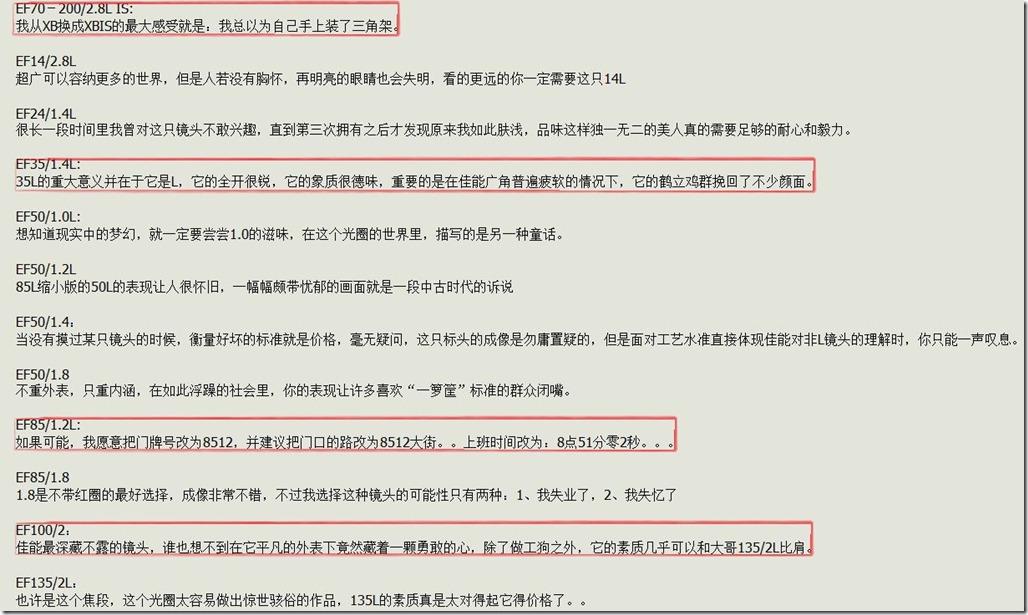 EF70－200/2.8L IS:
我从XB换成XBIS的最大感受就是：我总以为自己手上装了三角架。
EF14/2.8L
超广可以容纳更多的世界，但是人若没有胸怀，再明亮的眼睛也会失明，看的更远的你一定需要这只14L
EF24/1.4L
很长一段时间里我曾对这只镜头不敢兴趣，直到第三次拥有之后才发现原来我如此肤浅，品味这样独一无二的美人真的需要足够的耐心和毅力。
EF35/1.4L:
35L的重大意义并在于它是L，它的全开很锐，它的象质很德味，重要的是在佳能广角普遍疲软的情况下，它的鹤立鸡群挽回了不少颜面。
EF50/1.0L:
想知道现实中的梦幻，就一定要尝尝1.0的滋味，在这个光圈的世界里，描写的是另一种童话。
EF50/1.2L
85L缩小版的50L的表现让人很怀旧，一幅幅颇带忧郁的画面就是一段中古时代的诉说
EF50/1.4：
当没有摸过某只镜头的时候，衡量好坏的标准就是价格，毫无疑问，这只标头的成像是勿庸置疑的，但是面对工艺水准直接体现佳能对非L镜头的理解时，你只能一声叹息。
EF50/1.8
不重外表，只重内涵，在如此浮躁的社会里，你的表现让许多喜欢“一箩筐”标准的群众闭嘴。
EF85/1.2L:
如果可能，我愿意把门牌号改为8512，并建议把门口的路改为8512大街。。上班时间改为：8点51分零2秒。。。
EF85/1.8
1.8是不带红圈的最好选择，成像非常不错，不过我选择这种镜头的可能性只有两种：1、我失业了，2、我失忆了
EF100/2：
佳能最深藏不露的镜头，谁也想不到在它平凡的外表下竟然藏着一颗勇敢的心，除了做工狗之外，它的素质几乎可以和大哥135/2L比肩。
EF135/2L：
也许是这个焦段，这个光圈太容易做出惊世骇俗的作品，135L的素质真是太对得起它得价格了。。